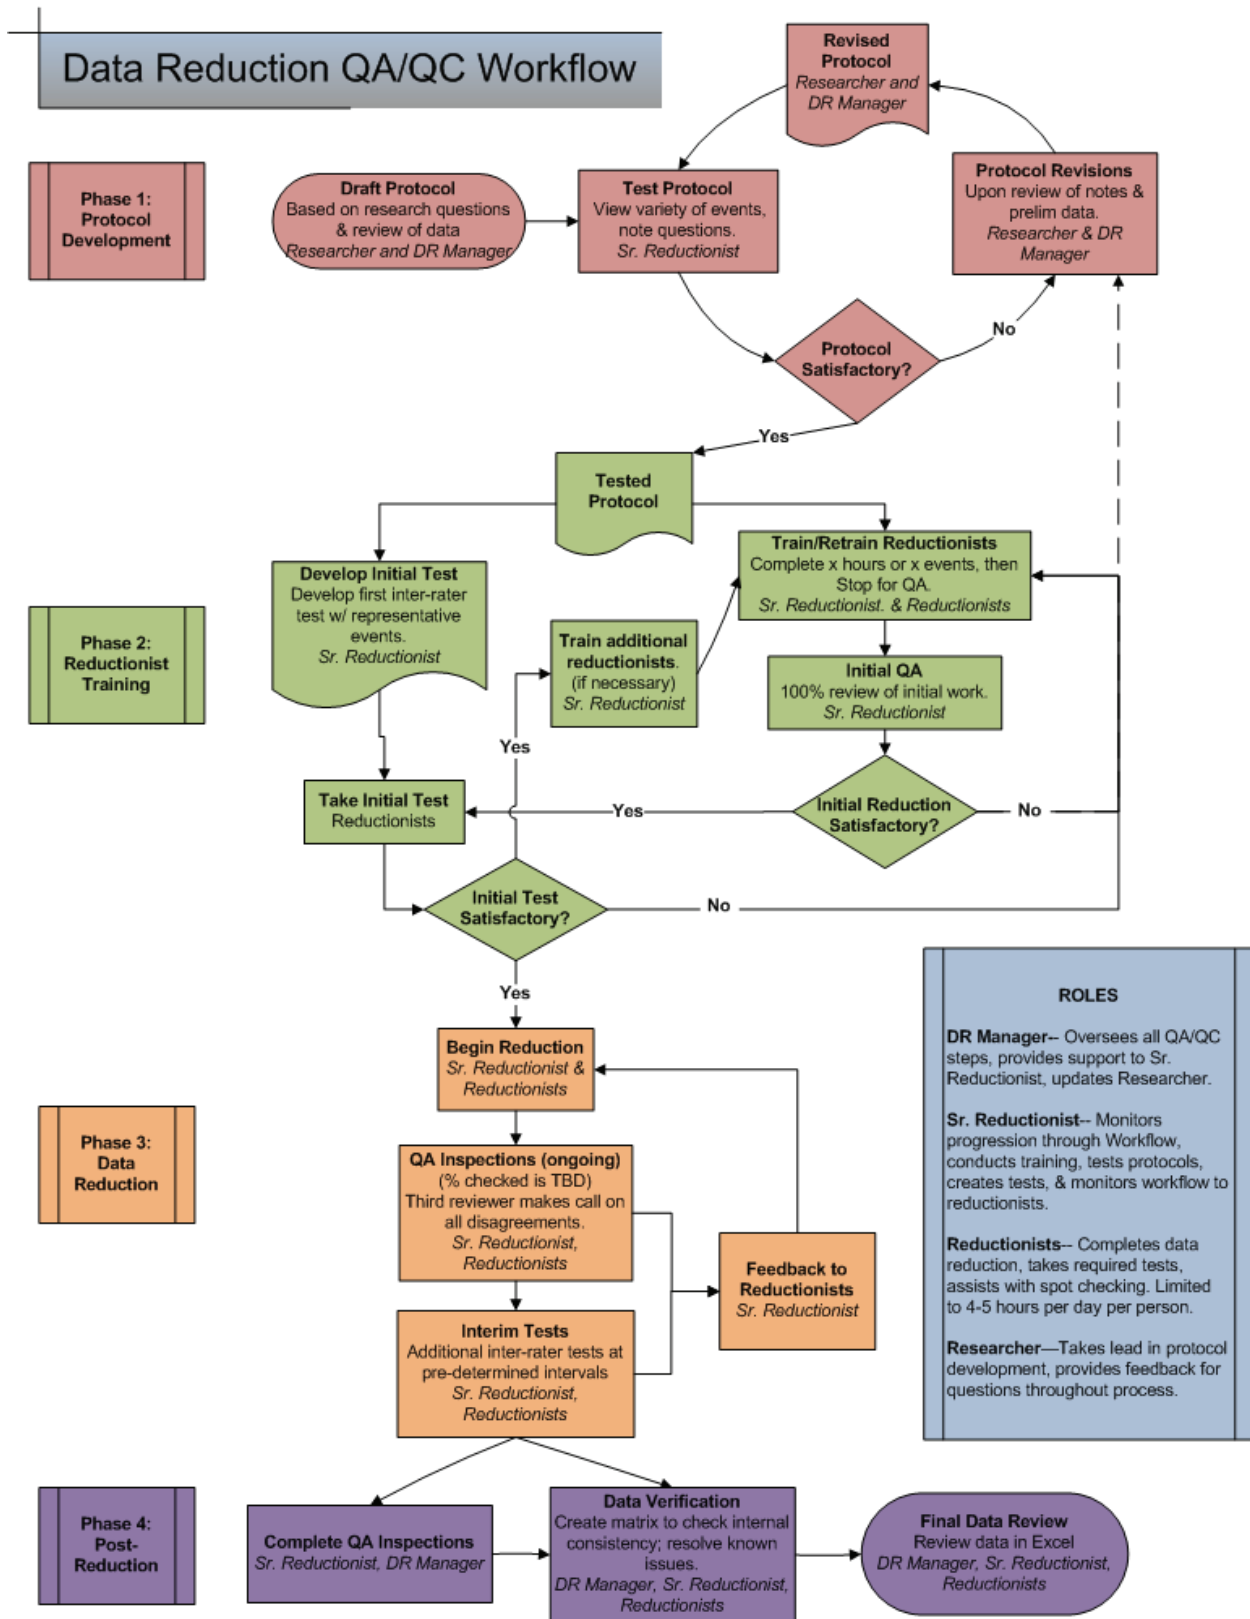 Data Reduction QA/QC Workflow
Revised
Protocol
Researcher and
DR Manager
Phase 1:
Protocol
Development
Draft Protocol
Based on research questions
& review of data
Researcher and DR Manager
Test Protocol
View variety of events,
note questions.
Sr. Reductionist
Protocol Revisions
Upon review of notes &
prelim data.
Researcher & DR
Manager
No
Protocol
Satisfactory?
Yes
Tested
Protocol
Train/Retrain Reductionists
Complete x hours or x events, then
Stop for QA.
Sr. Reductionist. & Reductionists
Develop Initial Test
Develop first inter-rater
test w/ representative
events.
Sr. Reductionist
Phase 2:
Reductionist
Training
Train additional
reductionists.
(if necessary)
Sr. Reductionist
Initial QA
100% review of initial work.
Sr. Reductionist
Yes
Take Initial Test
Reductionists
Yes
Initial Reduction
Satisfactory?
No
Initial Test
Satisfactory?
No
Yes
Begin Reduction
Sr. Reductionist &
Reductionists
Phase 3:
Data
Reduction
QA Inspections (ongoing)
(% checked is TBD)
Third reviewer makes call on
all disagreements.
Sr. Reductionist,
Reductionists
Feedback to
Reductionists
Sr. Reductionist
Interim Tests
Additional inter-rater tests at
pre-determined intervals
Sr. Reductionist,
Reductionists
ROLES
DR Manager-- Oversees all QA/QC
steps, provides support to Sr.
Reductionist, updates Researcher.
Sr. Reductionist-- Monitors
progression through Workflow,
conducts training, tests protocols,
creates tests, & monitors workflow to
reductionists.
Reductionists-- Completes data
reduction, takes required tests,
assists with spot checking. Limited
to 4-5 hours per day per person.
Researcher—Takes lead in protocol
development, provides feedback for
questions throughout process.
Phase 4:
Post-
Reduction
Complete QA Inspections
Sr. Reductionist, DR Manager
Data Verification
Create matrix to check internal
consistency; resolve known
issues.
DR Manager, Sr. Reductionist,
Reductionists
Final Data Review
Review data in Excel
DR Manager, Sr. Reductionist,
Reductionists